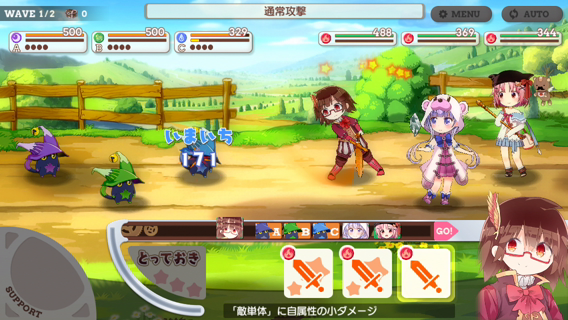 WAVE 1/2 0
通常攻撃
MENU
AUTO
500
500
329
488
369
344
A
B
C
いまいち
171
A B C GO!
とっておき
SUPPORT
「敵単体」に自属性の小ダメージ